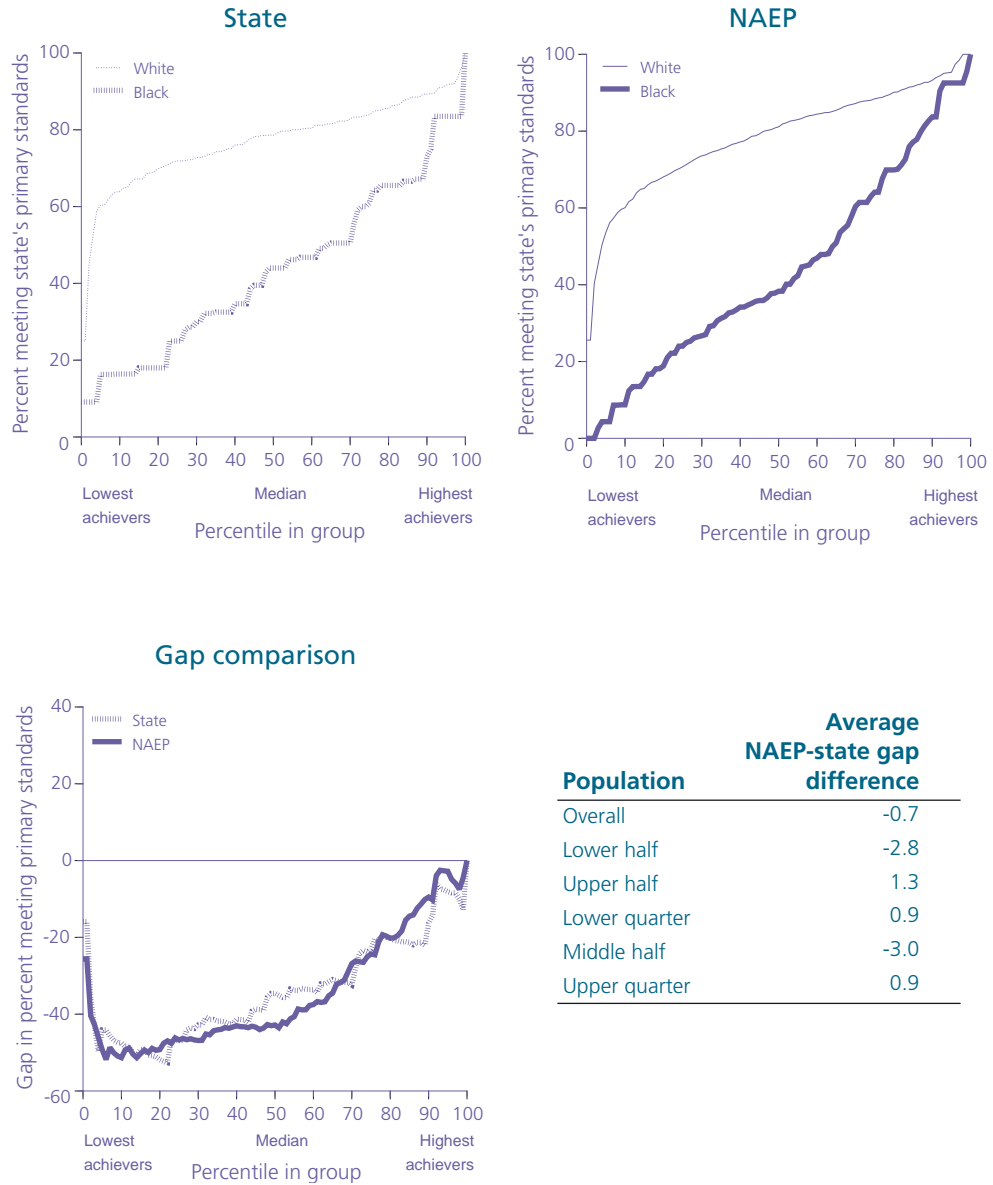 State
Percent meeting state's primary standards
100
80
60
40
20
0
White
Black
0 10 20 30 40 50 60 70 80 90 100
Lowest achievers
Median
Highest achievers
Percentile in group
NAEP
Percent meeting state's primary standards
100
80
60
40
20
0
White
Black
0 10 20 30 40 50 60 70 80 90 100
Lowest achievers
Median
Highest achievers
Percentile in group
Gap comparison
Gap in percent meeting primary standards
40
20
0
-20
-40
-60
State
NAEP
0 10 20 30 40 50 60 70 80 90 100
Lowest achievers
Median
Highest achievers
Percentile in group
Average
NAEP-state gap
Population difference
Overall -0.7
Lower half -2.8
Upper half 1.3
Lower quarter 0.9
Middle half -3.0
Upper quarter 0.9